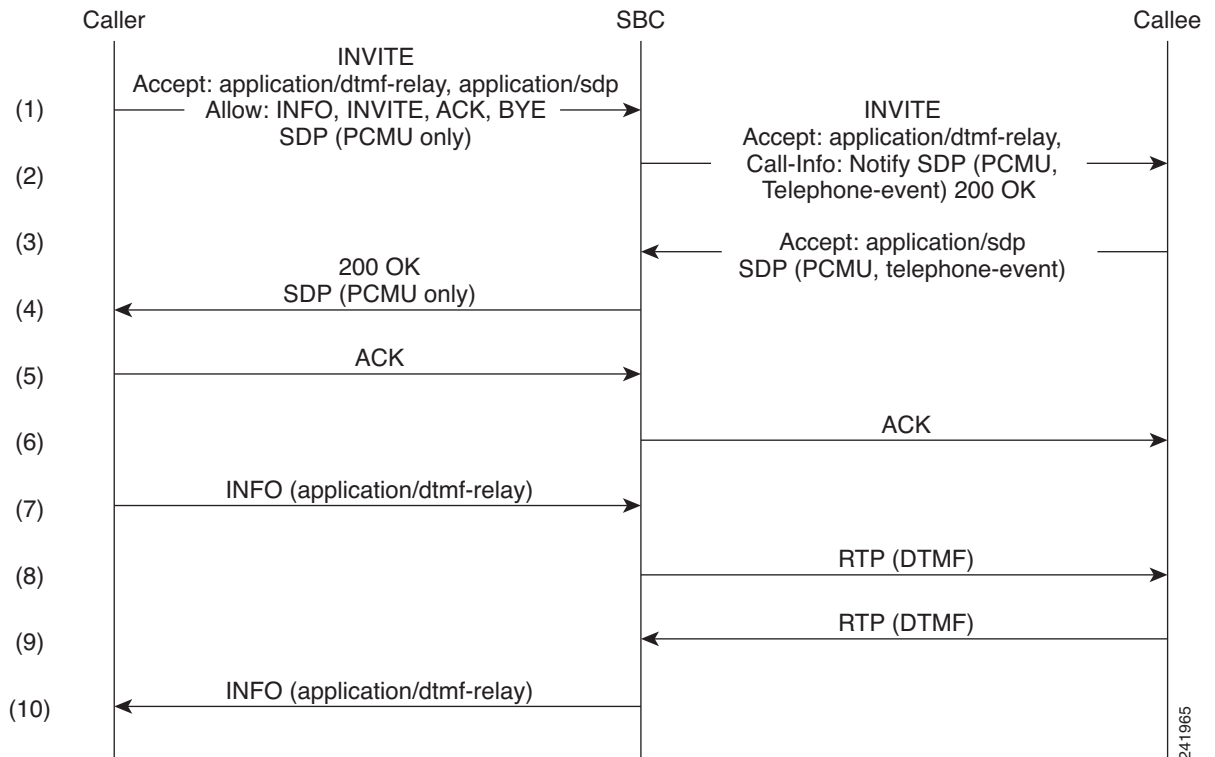 Caller
SBC
Callee
INVITE
Accept: application/dtmf-relay, application/sdp
(1)
Allow: INFO, INVITE, ACK, BYE
SDP (PCMU only)
INVITE
Accept: application/dtmf-relay,
(2)
Call-Info: Notify SDP (PCMU,
Telephone-event) 200 OK
(3)
Accept: application/sdp
SDP (PCMU, telephone-event)
200 OK
SDP (PCMU only)
(4)
ACK
(5)
ACK
(6)
INFO (application/dtmf-relay)
(7)
RTP (DTMF)
(8)
RTP (DTMF)
(9)
INFO (application/dtmf-relay)
(10)
241965